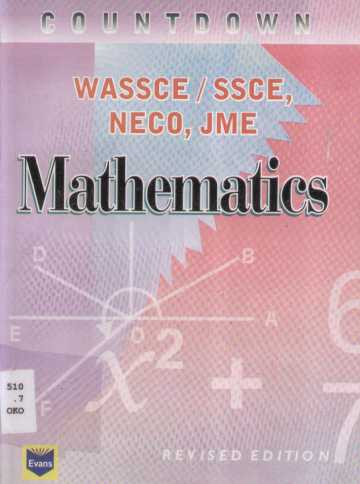 COUNTDOWN
WASSCE / SSCE,
NECO, JME
Mathematics
D
B
E
O
A
F
x² + 6
7
510
.7
OKO
REVISED EDITION
Evans